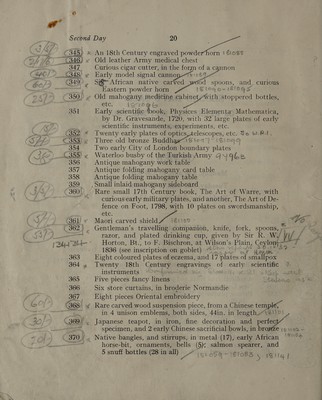 Second Day 20
345 An 18th Century engraved powder horn
346 Old leather Army medical chest
347 Curious cigar cutter, in the form of a cannon
348 Early model signal cannon
349 African native carved wood spoons, and curious
Eastern powder horn
350 Old mahogany medicine cabinet with stoppered bottles,
etc.
351 Early scientific book, Physices Elementa Mathematica,
by Dr. Gravesande, 1720, with 32 large plates of early
scientific instruments, experiments, etc.
352 Twenty early plates of optics, telescopes, etc.
353 Three old bronze Buddhas
354 Two early City of London boundary plates
355 Waterloo busby of the Turkish Army
356 Antique mahogany work table
357 Antique folding mahogany card table
358 Antique folding mahogany table
359 Small inlaid mahogany sideboard
360 Rare small 17th Century book, The Art of Warre, with
curious early military plates, and another, The Art of De-
fence on Foot, 1798, with 10 plates on swordsmanship,
etc.
361 Maori carved shield
362 Gentleman's travelling companion, knife, fork, spoons,
razor, and plated drinking cup, given by Sir R. W.
Horton, Bt., to F. Bischron, at Wilson's Plain, Ceylon
1836 (see inscription on goblet)
363 Eight coloured plates of eczema, and 17 plates of smallpox
364 Twenty 18th Century engravings of early scientific
instruments
365 Five pieces fancy linens
366 Six store curtains, in broderie Normandie
367 Eight pieces Oriental embroidery
368 Rare carved wood suspension piece, from a Chinese temple,
in 4 unison emblems, both sides, 44in. in length
369 Japanese teapot, in iron, fine decoration and perfect
specimen, and 2 early Chinese sacrificial bowls, in bronze
370 Native bangles, and stirrups, in metal (17), early African
horse-bit, ornaments, bells (5); salmon spearer, and
5 snuff bottles (28 in all)